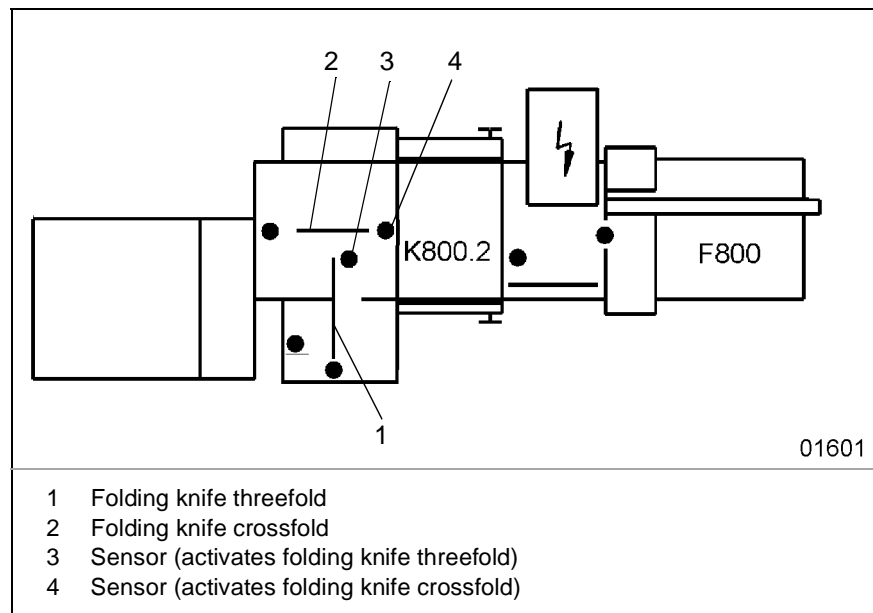 2 3 4
K800.2
F800
1
01601
1 Folding knife threefold
2 Folding knife crossfold
3 Sensor (activates folding knife threefold)
4 Sensor (activates folding knife crossfold)